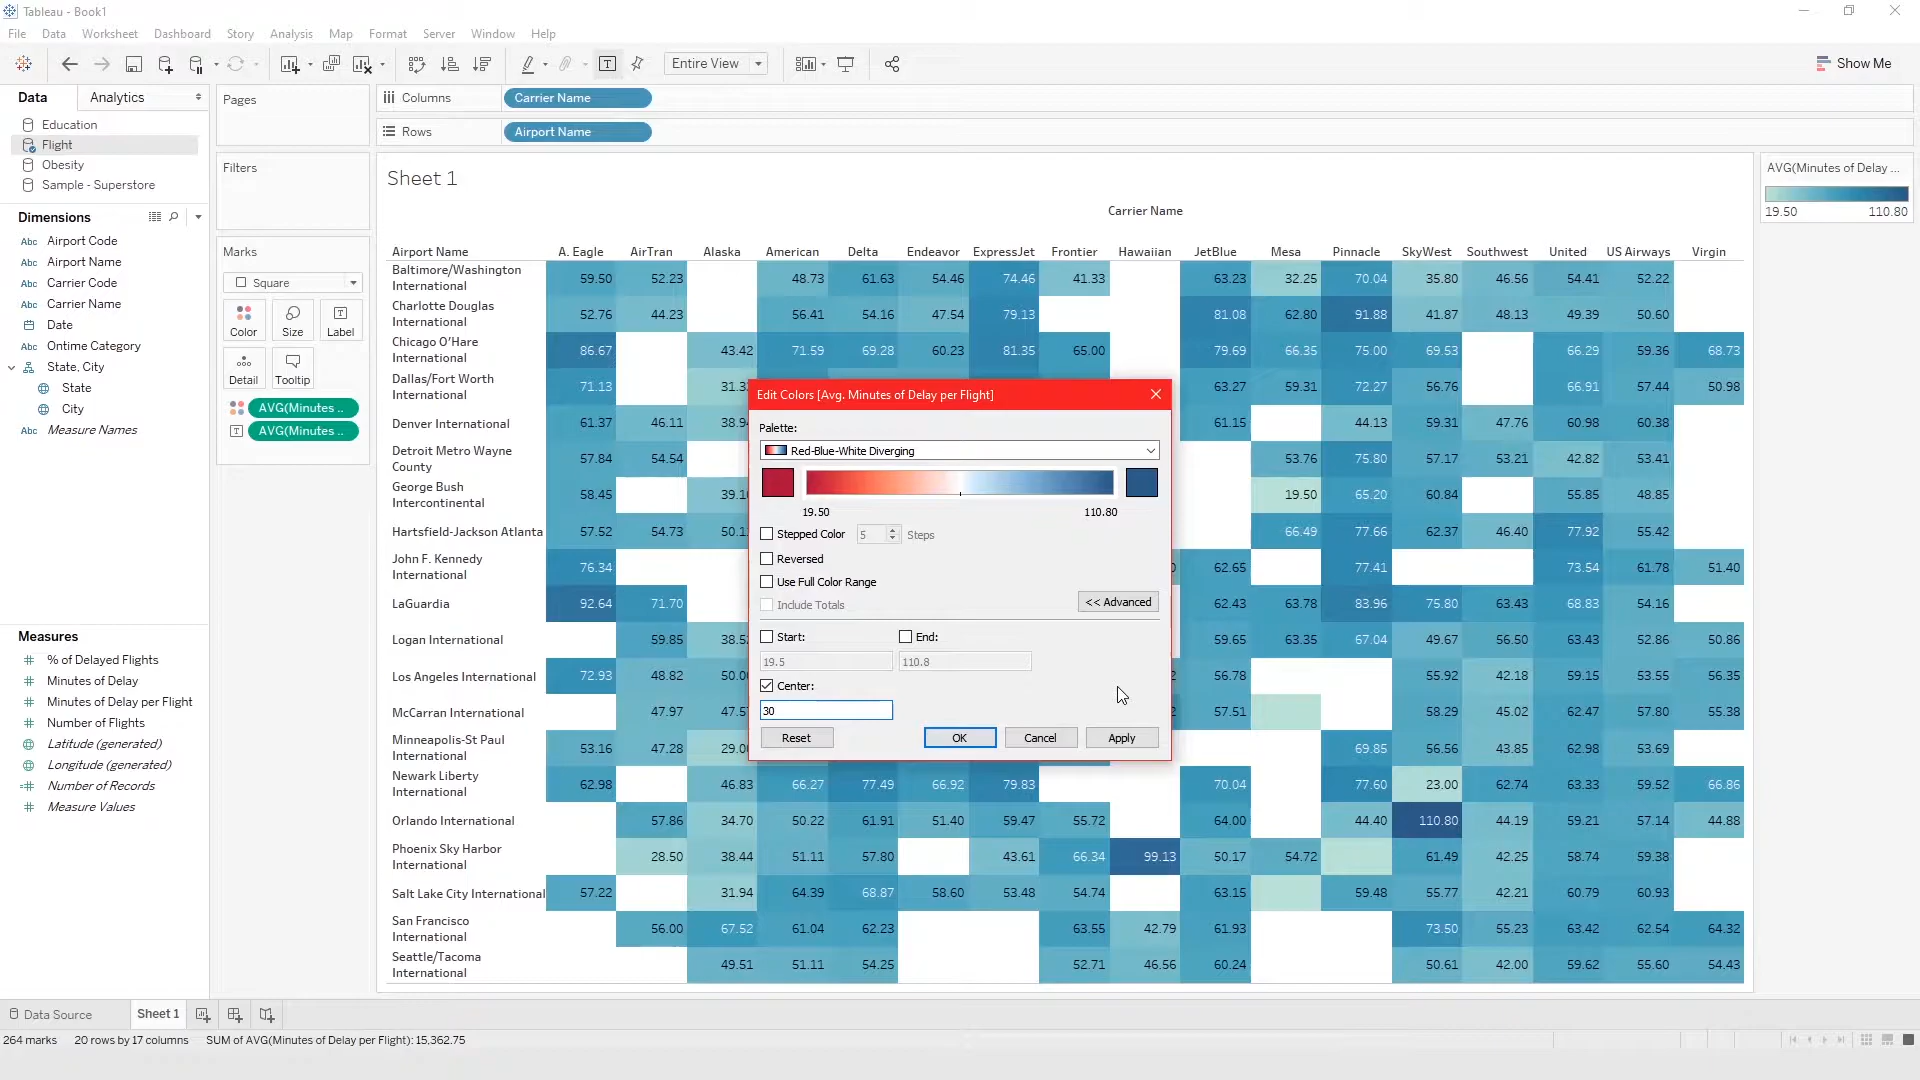 Tableau - Book1
File Data Worksheet Dashboard Story Analysis Map Format Server Window Help
Entire View
Show Me
Data Analytics
Education
Flight
Obesity
Sample - Superstore
Dimensions
Abc Airport Code
Abc Airport Name
Abc Carrier Code
Abc Carrier Name
Date
Abc Ontime Category
State, City
State
City
Abc Measure Names
Measures
% of Delayed Flights
Minutes of Delay
Minutes of Delay per Flight
Number of Flights
Latitude (generated)
Longitude (generated)
Number of Records
Measure Values
Pages
Filters
Marks
Square
Color Size Label
Detail Tooltip
AVG(Minutes ..
AVG(Minutes ..
Columns Carrier Name
Rows Airport Name
Sheet 1
Carrier Name
Airport Name A. Eagle AirTran Alaska American Delta Endeavor ExpressJet Frontier Hawaiian JetBlue Mesa Pinnacle SkyWest Southwest United US Airways Virgin
Baltimore/Washington International 59.50 52.23 48.73 61.63 54.46 74.46 41.33 63.23 32.25 70.04 35.80 46.56 54.41 52.22
Charlotte Douglas International 52.76 44.23 56.41 54.16 47.54 79.13 81.08 62.80 91.88 41.87 48.13 49.39 50.60
Chicago O'Hare International 86.67 43.42 71.59 69.28 60.23 81.35 65.00 79.69 66.35 75.00 69.53 66.29 59.36 68.73
Dallas/Fort Worth International 71.13 31.3 63.27 59.31 72.27 56.76 66.91 57.44 50.98
Denver International 61.37 46.11 38.9 61.15 44.13 59.31 47.76 60.98 60.38
Detroit Metro Wayne County 57.84 54.54 53.76 75.80 57.17 53.21 42.82 53.41
George Bush Intercontinental 58.45 39.1 19.50 65.20 60.84 55.85 48.85
Hartsfield-Jackson Atlanta 57.52 54.73 50.1 66.49 77.66 62.37 46.40 77.92 55.42
John F. Kennedy International 76.34 62.65 77.41 73.54 61.78 51.40
LaGuardia 92.64 71.70 62.43 63.78 83.96 75.80 63.43 68.83 54.16
Logan International 59.85 38.5 59.65 63.35 67.04 49.67 56.50 63.43 52.86 50.86
Los Angeles International 72.93 48.82 50.0 2 56.78 55.92 42.18 59.15 53.55 56.35
McCarran International 47.97 47.5 2 57.51 58.29 45.02 62.47 57.80 55.38
Minneapolis-St Paul International 53.16 47.28 29.0 69.85 56.56 43.85 62.98 53.69
Newark Liberty International 62.98 46.83 66.27 77.49 66.92 79.83 70.04 77.60 23.00 62.74 63.33 59.52 66.86
Orlando International 57.86 34.70 50.22 61.91 51.40 59.47 55.72 64.00 44.40 110.80 44.19 59.21 57.14 44.88
Phoenix Sky Harbor International 28.50 38.44 51.11 57.80 43.61 66.34 99.13 50.17 54.72 61.49 42.25 58.74 59.38
Salt Lake City International 57.22 31.94 64.39 68.87 58.60 53.48 54.74 63.15 59.48 55.77 42.21 60.79 60.93
San Francisco International 56.00 67.52 61.04 62.23 63.55 42.79 61.93 73.50 55.23 63.42 62.54 64.32
Seattle/Tacoma International 49.51 51.11 54.25 52.71 46.56 60.24 50.61 42.00 59.62 55.60 54.43
Edit Colors [Avg. Minutes of Delay per Flight]
Palette:
Red-Blue-White Diverging
19.50 110.80
Stepped Color 5 Steps
Reversed
Use Full Color Range
Include Totals << Advanced
Start: End:
19.5 110.8
Center:
30
Reset OK Cancel Apply
AVG(Minutes of Delay ...
19.50 110.80
Data Source Sheet 1
264 marks 20 rows by 17 columns SUM of AVG(Minutes of Delay per Flight): 15,362.75